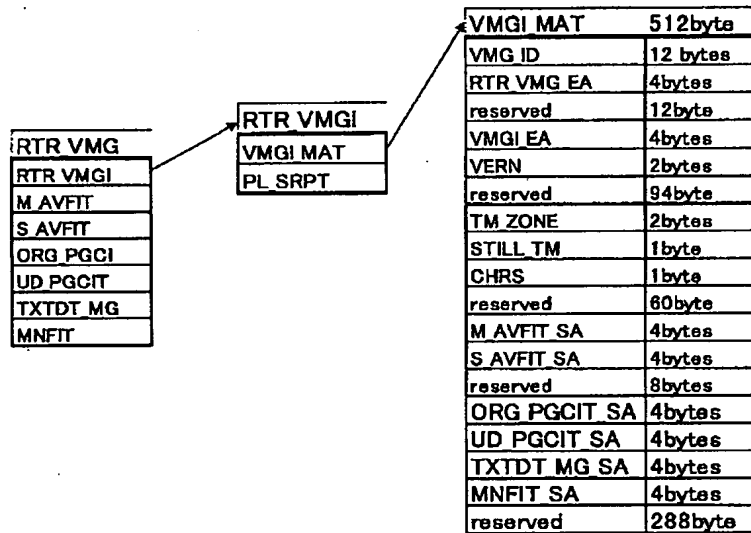 RTR VMG
RTR VMGI
M AVFIT
S AVFIT
ORG PGCI
UD PGCIT
TXTDT MG
MNFIT
RTR VMGI
VMGI MAT
PL SRPT
VMGI MAT 512byte
VMG ID 12 bytes
RTR VMG EA 4bytes
reserved 12byte
VMGI EA 4bytes
VERN 2bytes
reserved 94byte
TM ZONE 2bytes
STILL TM 1byte
CHRS 1byte
reserved 60byte
M AVFIT SA 4bytes
S AVFIT SA 4bytes
reserved 8bytes
ORG PGCIT SA 4bytes
UD PGCIT SA 4bytes
TXTDT MG SA 4bytes
MNFIT SA 4bytes
reserved 288byte